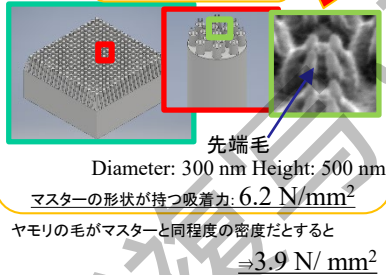 先端毛
Diameter: 300 nm Height: 500 nm
マスターの形状が持つ吸着力: 6.2 N/mm²
ヤモリの毛がマスターと同程度の密度だとすると
⇒3.9 N/ mm²